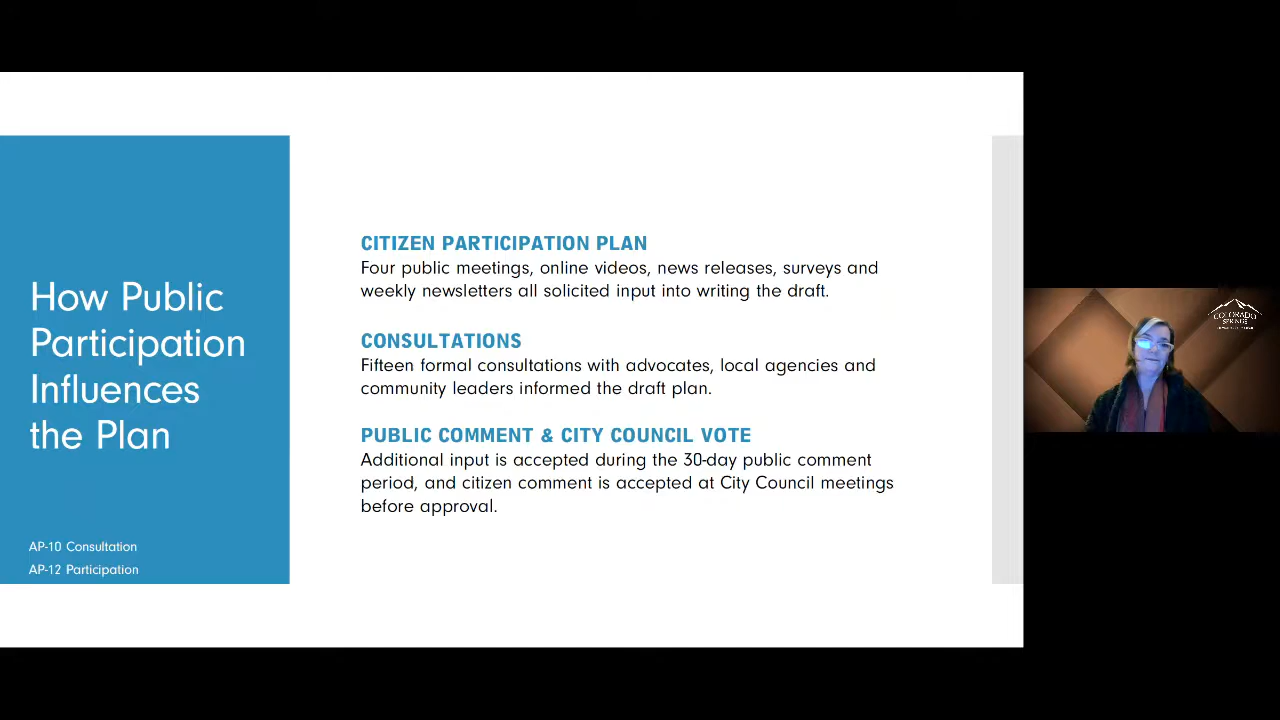 How Public
Participation
Influences
the Plan
AP-10 Consultation
AP-12 Participation
CITIZEN PARTICIPATION PLAN
Four public meetings, online videos, news releases, surveys and
weekly newsletters all solicited input into writing the draft.
CONSULTATIONS
Fifteen formal consultations with advocates, local agencies and
community leaders informed the draft plan.
PUBLIC COMMENT & CITY COUNCIL VOTE
Additional input is accepted during the 30-day public comment
period, and citizen comment is accepted at City Council meetings
before approval.
COLORADO
SPRINGS